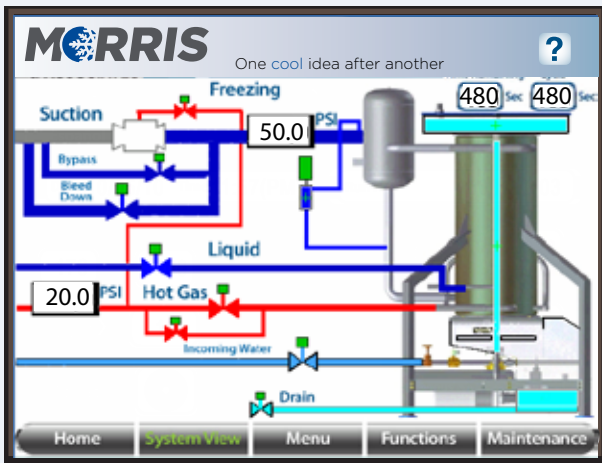 MORRIS
One cool idea after another
?
Freezing
480 Sec 480 Sec
Suction
50.0 PSI
Bypass
Bleed
Down
Liquid
20.0 PSI Hot Gas
Incoming Water
Drain
Home System View Menu Functions Maintenance